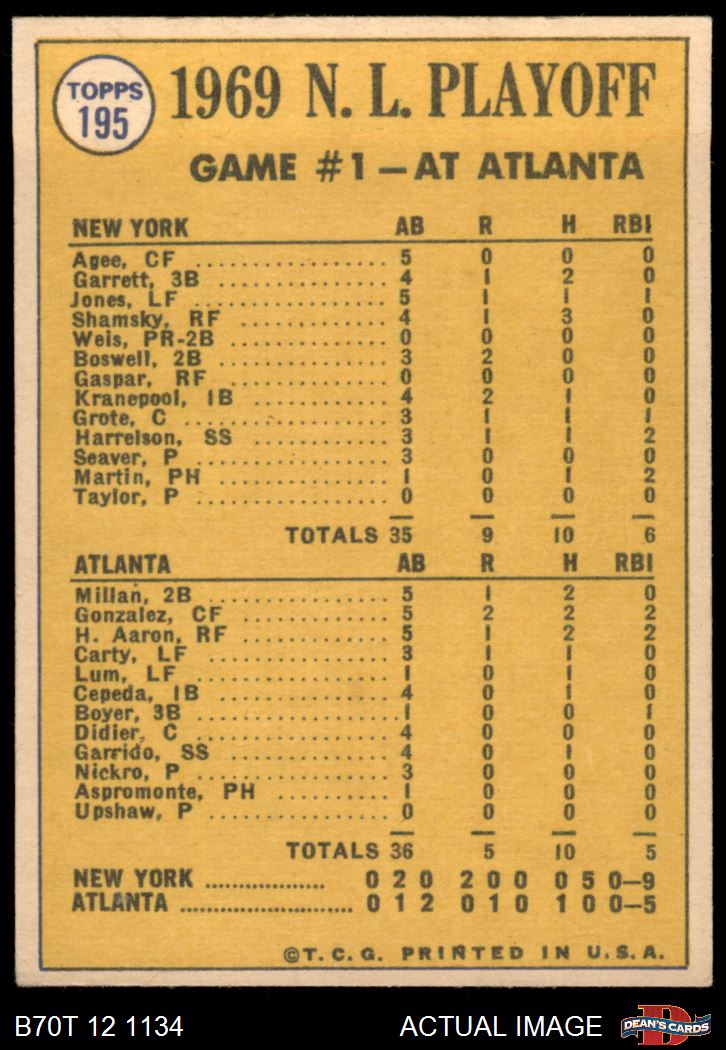 TOPPS
195
1969 N. L. PLAYOFF
GAME #1 – AT ATLANTA
NEW YORK AB R H RBI
Agee, CF .................. 5 0 0 0
Garrett, 3B ................ 4 1 2 0
Jones, LF .................. 5 1 1 1
Shamsky, RF .............. 4 1 3 0
Weis, PR-2B .............. 0 0 0 0
Boswell, 2B ................ 3 2 0 0
Gaspar, RF ................ 0 0 0 0
Kranepool, 1B .............. 4 2 1 0
Grote, C .................. 3 1 1 1
Harrelson, SS ............ 3 1 1 2
Seaver, P .................. 3 0 0 0
Martin, PH ................ 1 0 1 2
Taylor, P .................. 0 0 0 0
TOTALS 35 9 10 6
ATLANTA AB R H RBI
Millan, 2B ................ 5 1 2 0
Gonzalez, CF .............. 5 2 2 2
H. Aaron, RF .............. 5 1 2 2
Carty, LF .................. 3 1 1 0
Lum, LF .................. 1 0 1 0
Cepeda, 1B ................ 4 0 1 0
Boyer, 3B .................. 1 0 0 1
Didier, C .................. 4 0 0 0
Garrido, SS ................ 4 0 1 0
Nickro, P .................. 3 0 0 0
Aspromonte, PH .......... 1 0 0 0
Upshaw, P ................ 0 0 0 0
TOTALS 36 5 10 5
NEW YORK .................. 0 2 0 2 0 0 0 5 0–9
ATLANTA .......................... 0 1 2 0 1 0 1 0 0–5
©T. C. G. PRINTED IN U. S. A.
B70T 12 1134 ACTUAL IMAGE
D
DEAN'S CARDS